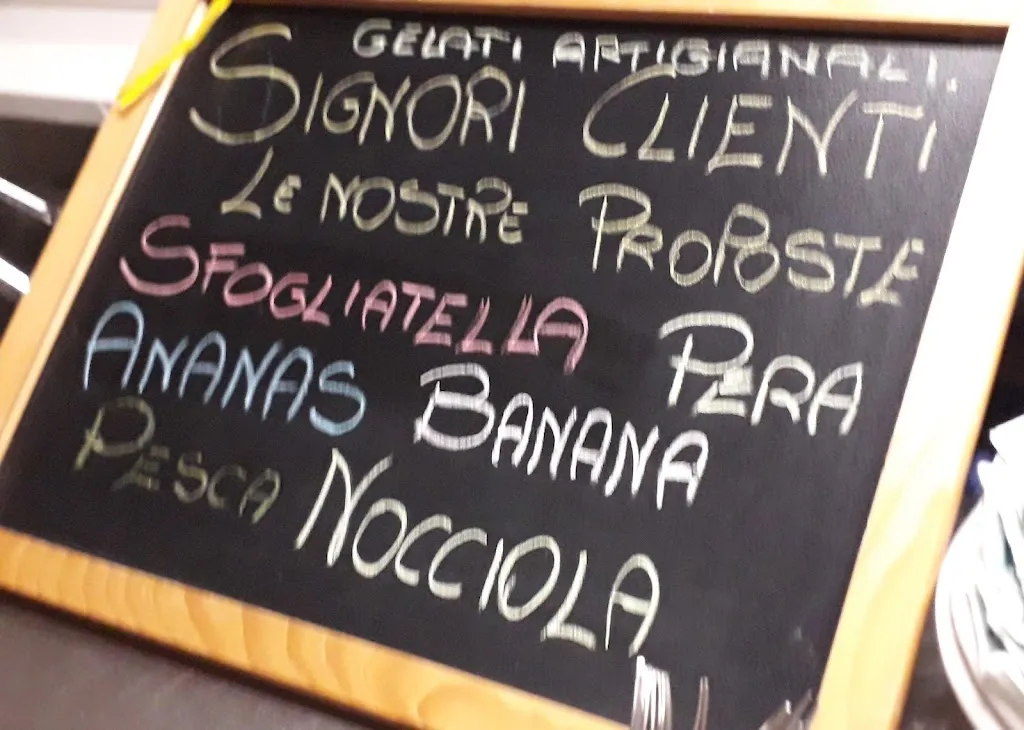 GELATI ARTIGIANALI.
SIGNORI CLIENTI
LE NOSTRE PROPOSTE
SFOGLIATELLA PERA
ANANAS BANANA
PESCA NOCCIOLA